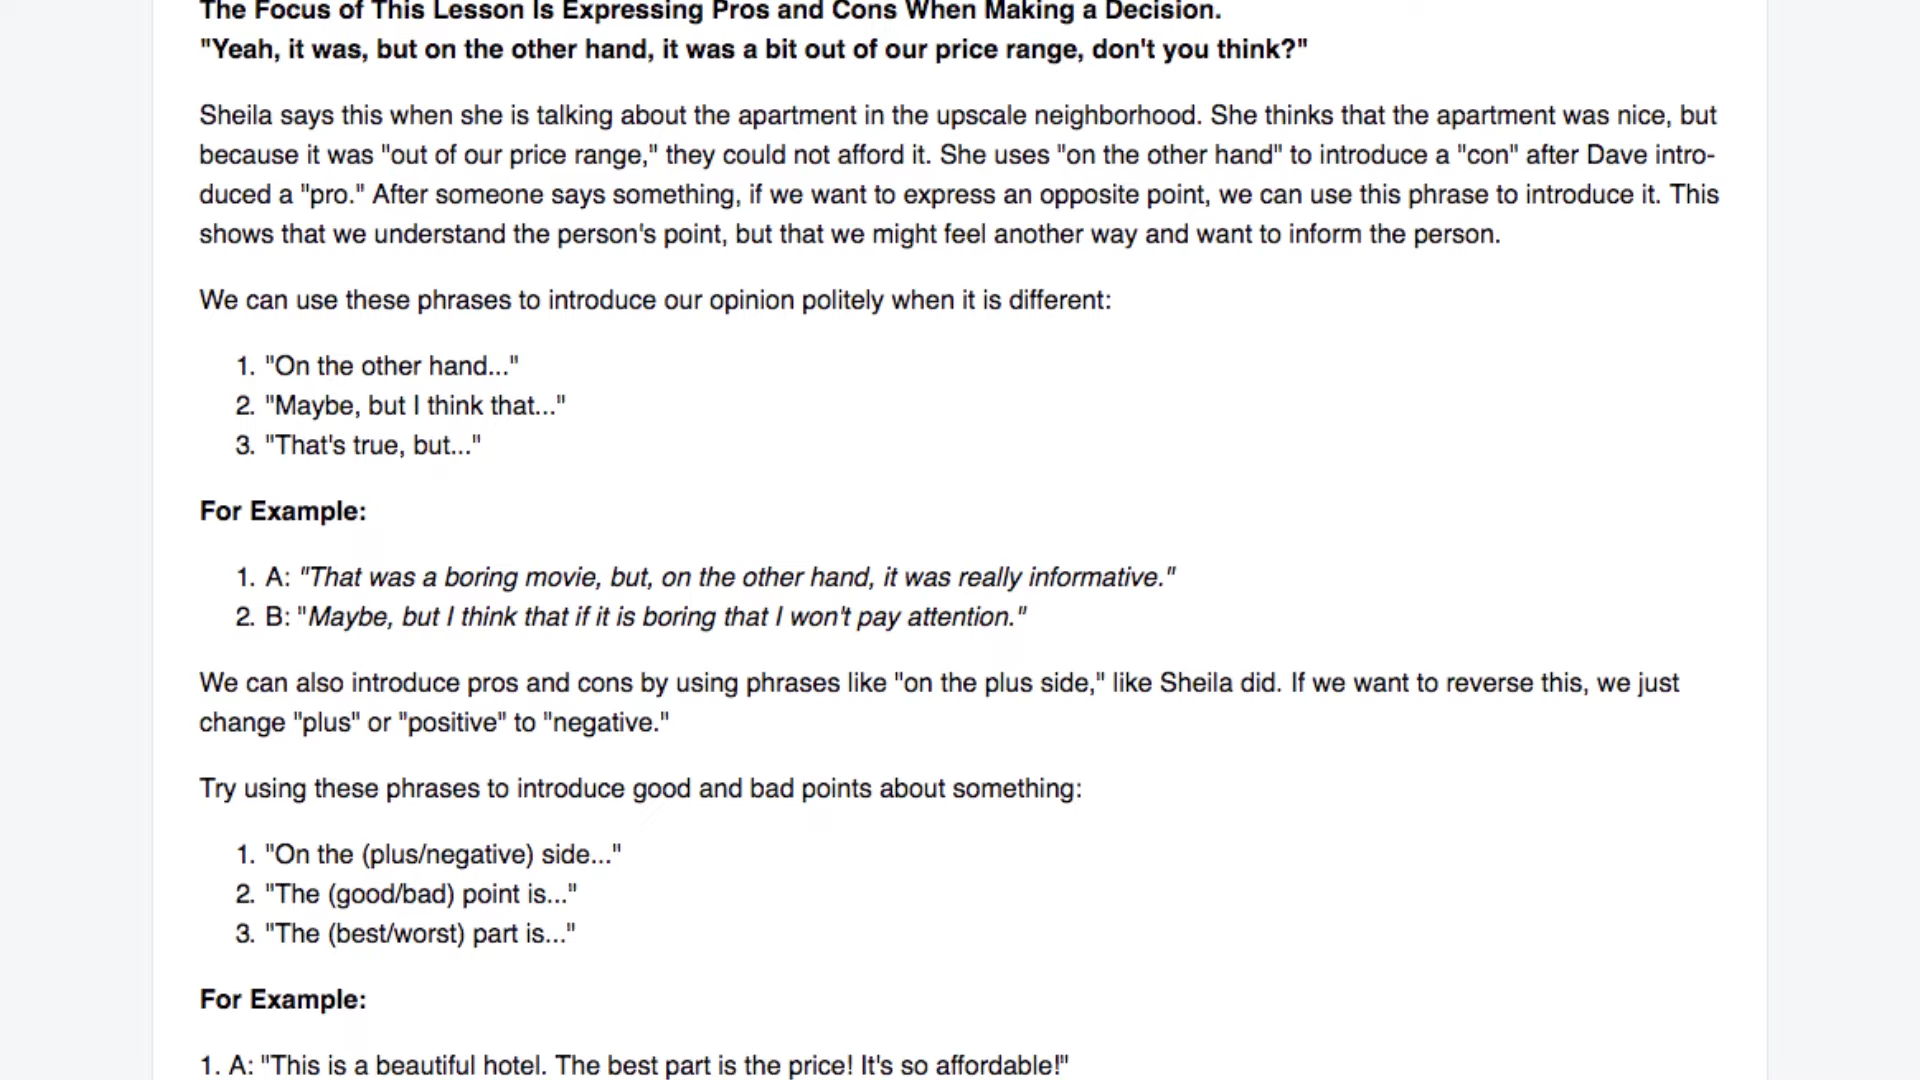 The Focus of This Lesson Is Expressing Pros and Cons When Making a Decision.
"Yeah, it was, but on the other hand, it was a bit out of our price range, don't you think?"
Sheila says this when she is talking about the apartment in the upscale neighborhood. She thinks that the apartment was nice, but
because it was "out of our price range," they could not afford it. She uses "on the other hand" to introduce a "con" after Dave intro-
duced a "pro." After someone says something, if we want to express an opposite point, we can use this phrase to introduce it. This
shows that we understand the person's point, but that we might feel another way and want to inform the person.
We can use these phrases to introduce our opinion politely when it is different:
1. "On the other hand..."
2. "Maybe, but I think that..."
3. "That's true, but..."
For Example:
1. A: "That was a boring movie, but, on the other hand, it was really informative."
2. B: "Maybe, but I think that if it is boring that I won't pay attention."
We can also introduce pros and cons by using phrases like "on the plus side," like Sheila did. If we want to reverse this, we just
change "plus" or "positive" to "negative."
Try using these phrases to introduce good and bad points about something:
1. "On the (plus/negative) side..."
2. "The (good/bad) point is..."
3. "The (best/worst) part is..."
For Example:
1. A: "This is a beautiful hotel. The best part is the price! It's so affordable!"